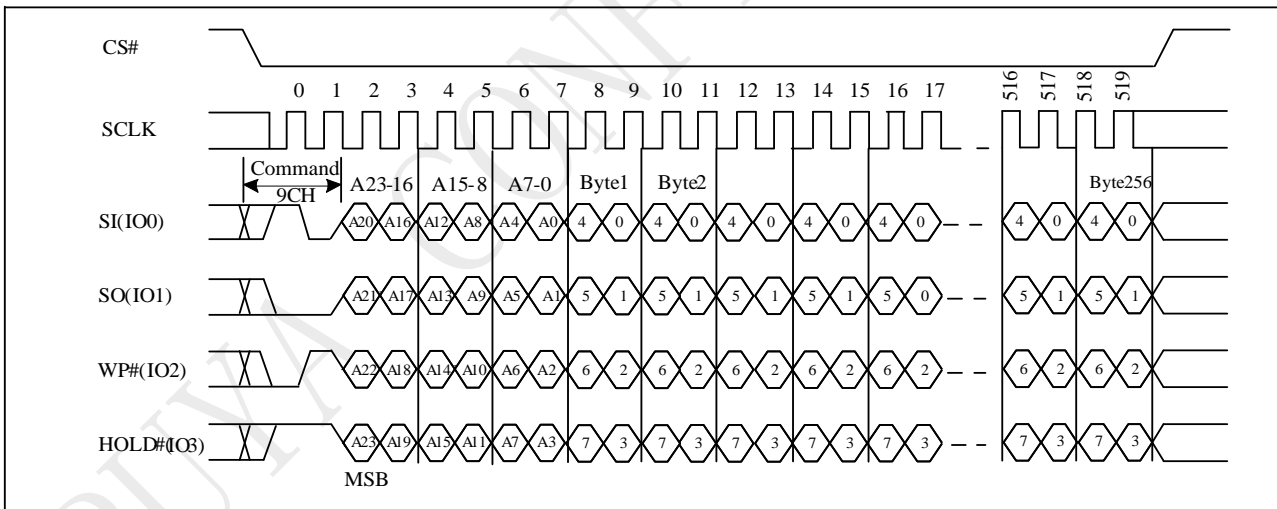 PUYA CONF
CS#
0 1 2 3 4 5 6 7 8 9 10 11 12 13 14 15 16 17 516 517 518 519
SCLK
Command
9CH
A23-16 A15-8 A7-0 Byte1 Byte2 Byte256
SI(IO0) A20 A16 A12 A8 A4 A0 4 0 4 0 4 0 4 0 4 0 4 0 4 0
SO(IO1) A21 A17 A13 A9 A5 A1 5 1 5 1 5 1 5 1 5 0 5 1 5 1
WP#(IO2) A22 A18 A14 A10 A6 A2 6 2 6 2 6 2 6 2 6 2 6 2 6 2
HOLD#(IO3) A23 A19 A15 A11 A7 A3 7 3 7 3 7 3 7 3 7 3 7 3 7 3
MSB